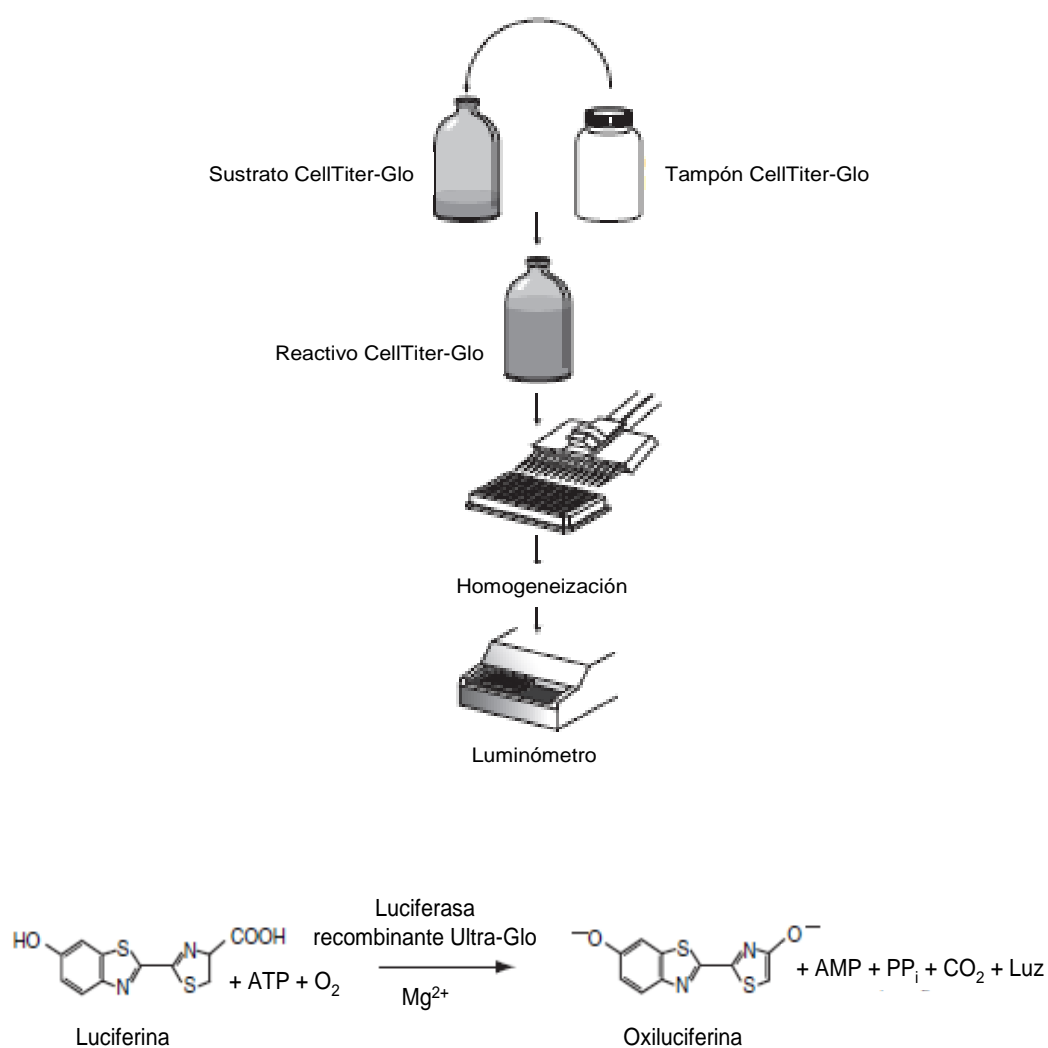 Sustrato CellTiter-Glo
Tampón CellTiter-Glo
Reactivo CellTiter-Glo
Homogeneización
Luminómetro
Luciferasa
recombinante Ultra-Glo
Mg²⁺
HO
S
N
N
S
COOH
+ ATP + O₂
⁻O
S
N
N
S
O⁻
+ AMP + PPᵢ + CO₂ + Luz
Luciferina
Oxiluciferina